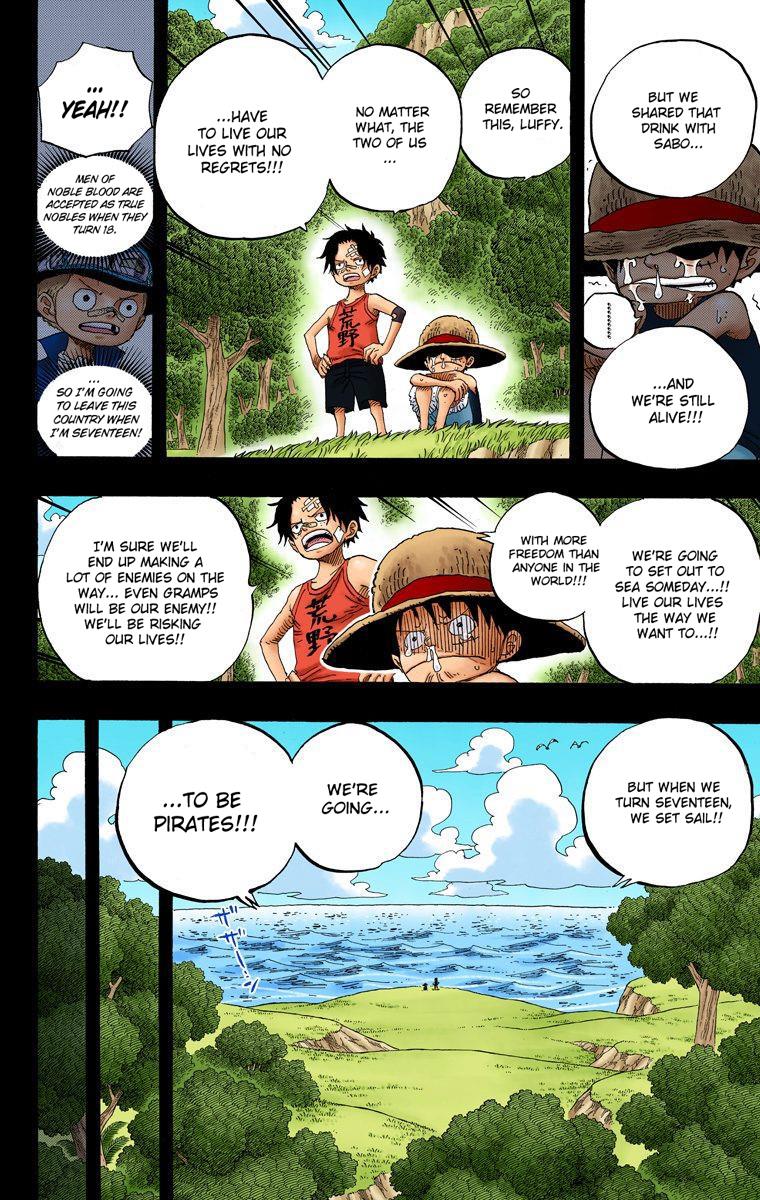 BUT WE
SHARED THAT
DRINK WITH
SABO...
...AND
WE'RE STILL
ALIVE!!!
SO
REMEMBER
THIS, LUFFY.
NO MATTER
WHAT, THE
TWO OF US
...
...HAVE
TO LIVE OUR
LIVES WITH NO
REGRETS!!!
荒野
...
YEAH!!
MEN OF
NOBLE BLOOD ARE
ACCEPTED AS TRUE
NOBLES WHEN THEY
TURN 18.
...
SO I'M GOING
TO LEAVE THIS
COUNTRY WHEN
I'M SEVENTEEN!
WE'RE GOING
TO SET OUT TO
SEA SOMEDAY...!!
LIVE OUR LIVES
THE WAY WE
WANT TO...!!
WITH MORE
FREEDOM THAN
ANYONE IN THE
WORLD!!!
荒野
I'M SURE WE'LL
END UP MAKING A
LOT OF ENEMIES ON THE
WAY... EVEN GRAMPS
WILL BE OUR ENEMY!!
WE'LL BE RISKING
OUR LIVES!!
BUT WHEN WE
TURN SEVENTEEN,
WE SET SAIL!!
WE'RE
GOING...
...TO BE
PIRATES!!!
ザザーン